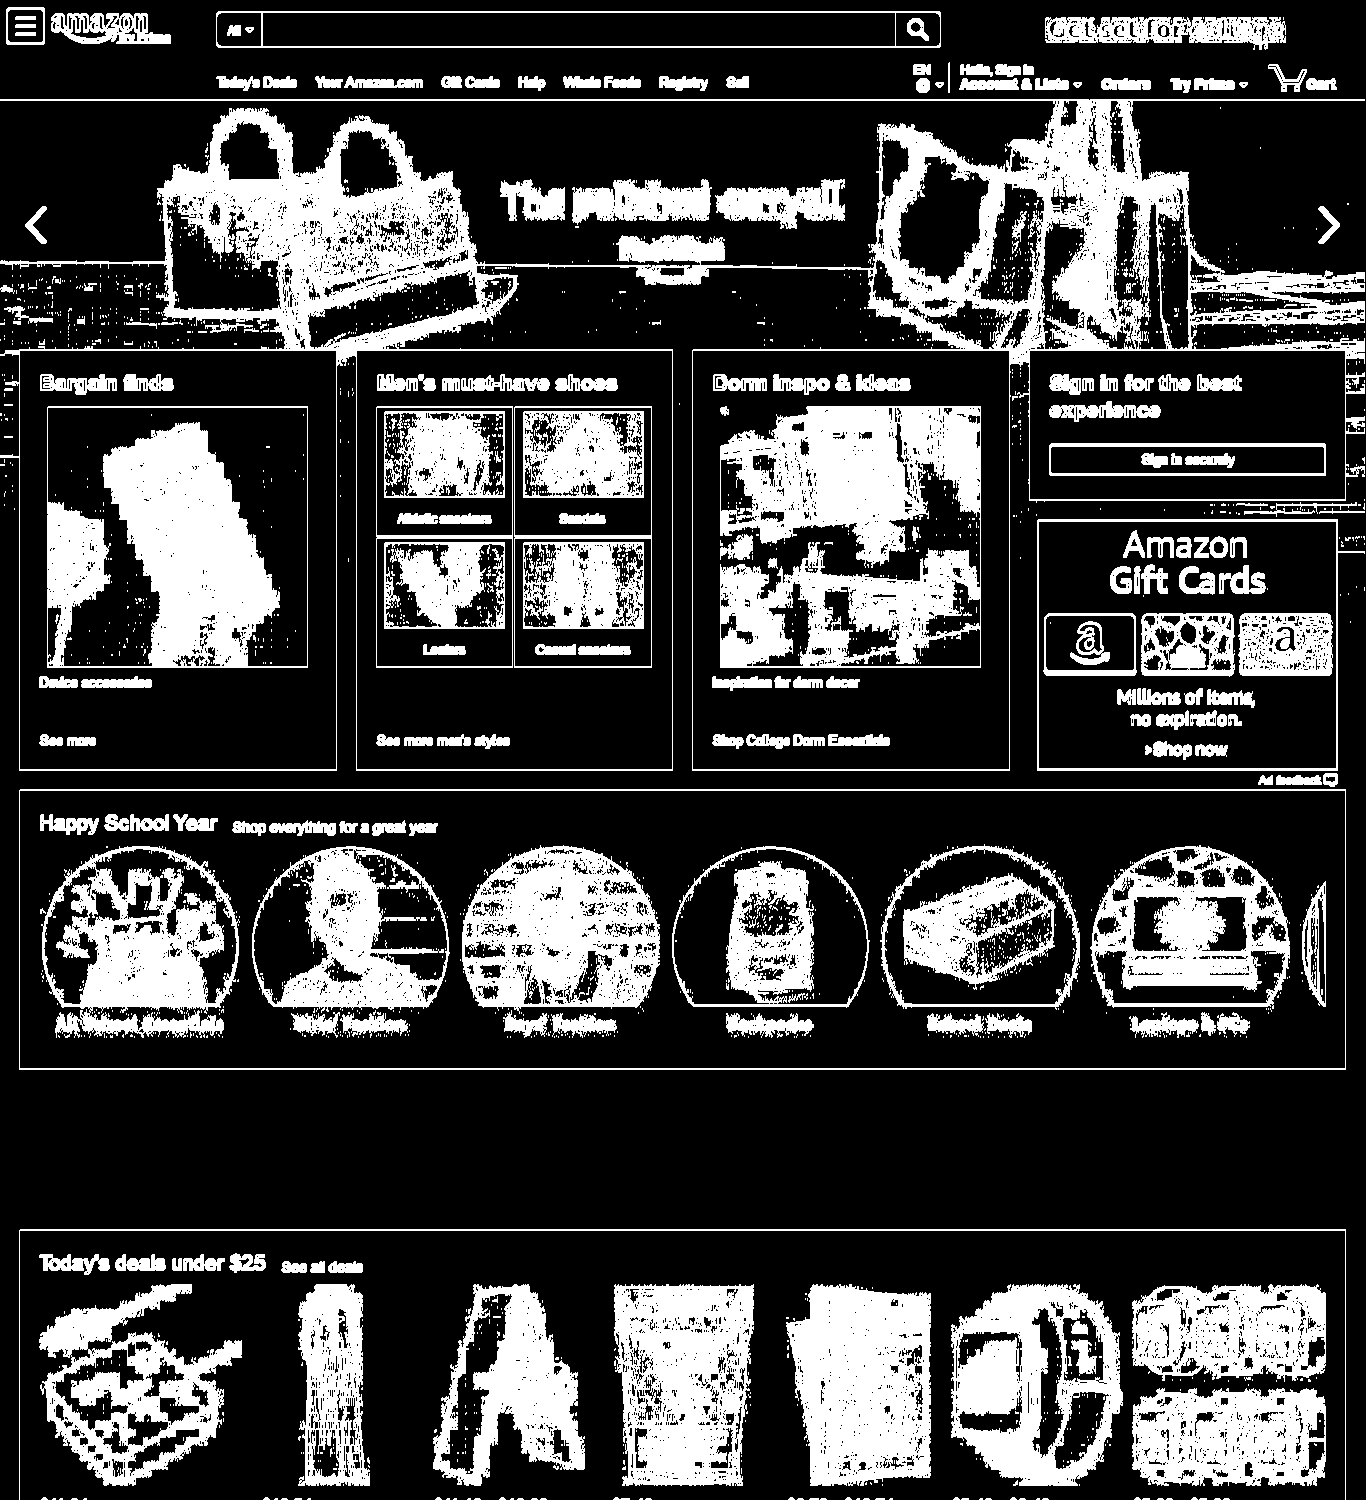 amazon
try Prime
All
Today's Deals Your Amazon.com Gift Cards Help Whole Foods Registry Sell
EN
Hello, Sign in
Account & Lists Orders Try Prime Cart
The polished carryall
Bargain finds
Device accessories
See more
Men's must-have shoes
Athletic sneakers Sandals
Loafers Casual sneakers
See more men's styles
Dorm inspo & ideas
Inspiration for dorm decor
Shop College Dorm Essentials
Sign in for the best
experience
Sign in securely
Amazon
Gift Cards
a a
Millions of items,
no expiration.
Shop now
Ad feedback
Happy School Year Shop everything for a great year
Backpacks School Deals Laptops & PCs
Today's deals under $25 See all deals